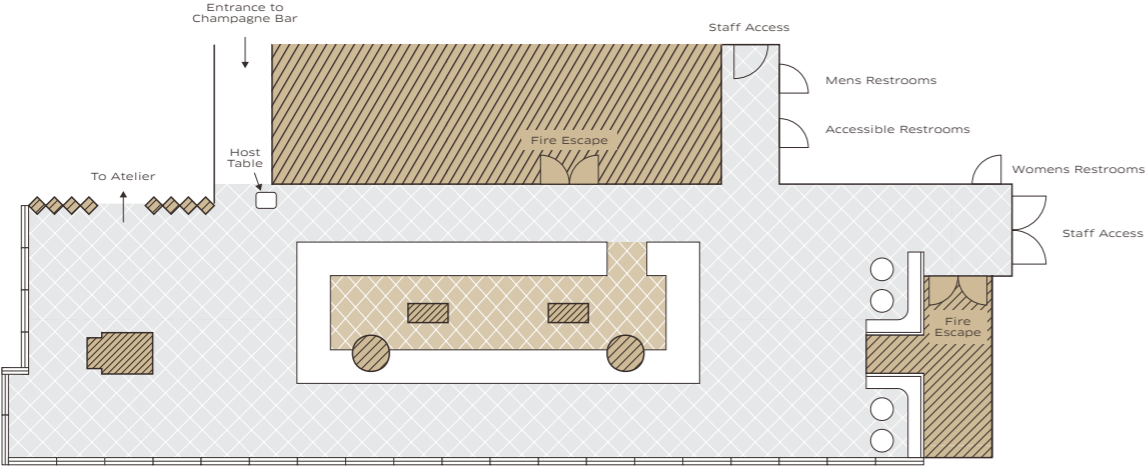 Entrance to
Champagne Bar
Staff Access
Mens Restrooms
Accessible Restrooms
Fire Escape
Host
Table
To Atelier
Womens Restrooms
Staff Access
Fire
Escape